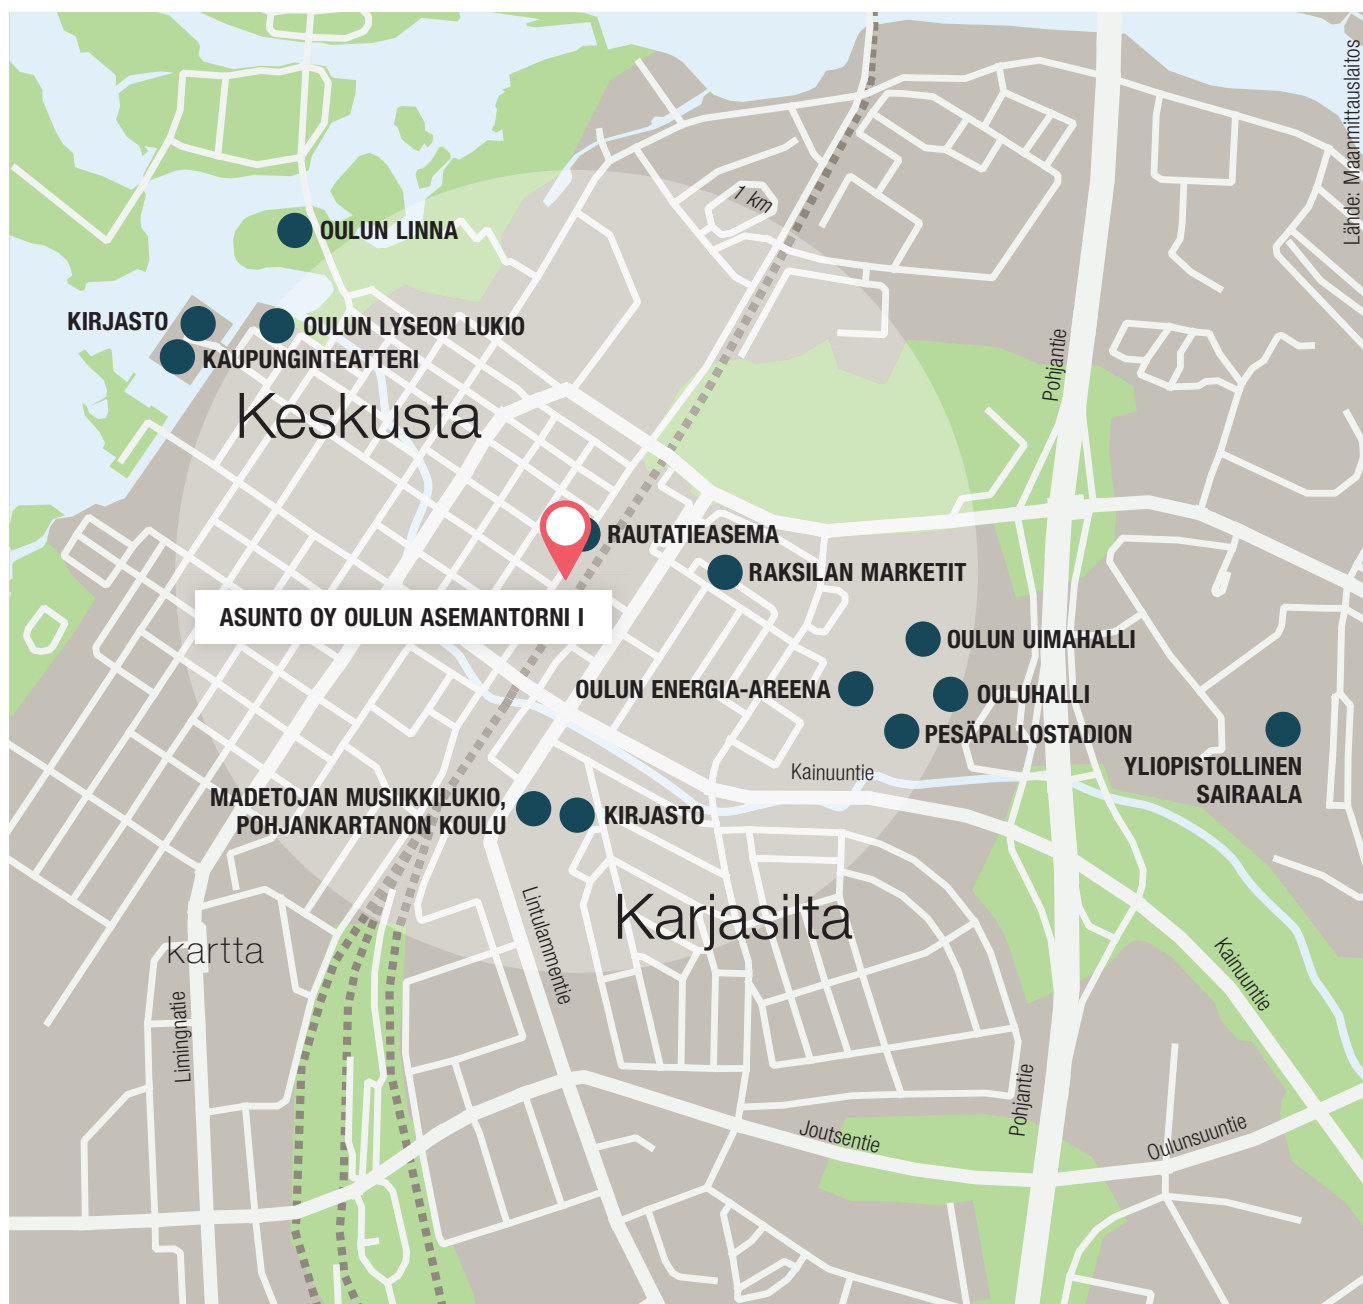 Lähde: Maanmittauslaitos
1 km
OULUN LINNA
KIRJASTO
OULUN LYSEON LUKIO
KAUPUNGINTEATTERI
Pohjantie
Keskusta
RAUTATIEASEMA
RAKSILAN MARKETIT
ASUNTO OY OULUN ASEMANTORNI I
OULUN UIMAHALLI
OULUN ENERGIA-AREENA
OULUHALLI
PESÄPALLOSTADION
YLIOPISTOLLINEN
SAIRAALA
Kainuuntie
MADETOJAN MUSIIKKILUKIO,
POHJANKARTANON KOULU
KIRJASTO
Karjasilta
Lintulammentie
kartta
Kainuuntie
Limingnatie
Pohjantie
Joutsentie
Oulunsuuntie